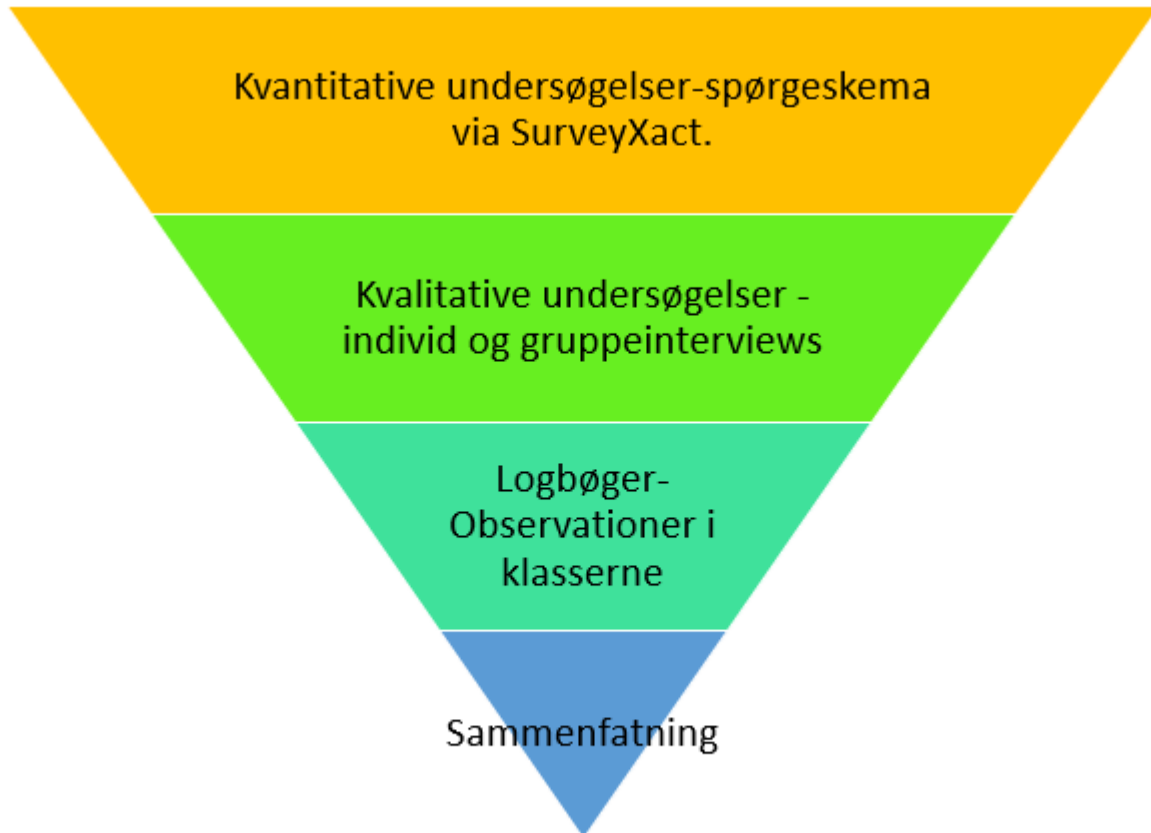 Kvantitative undersøgelser-spørgeskema
via SurveyXact.
Kvalitative undersøgelser -
individ og gruppeinterviews
Logbøger-
Observationer i
klasserne
Sammenfatning